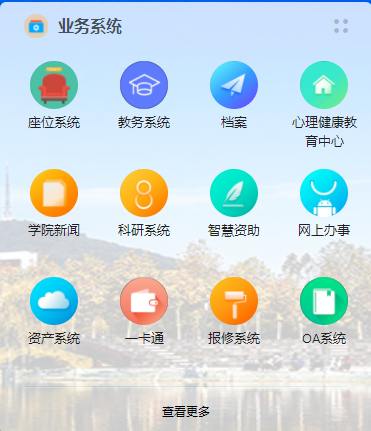 业务系统
座位系统
教务系统
档案
心理健康教
育中心
学院新闻
科研系统
智慧资助
网上办事
资产系统
一卡通
报修系统
OA系统
查看更多